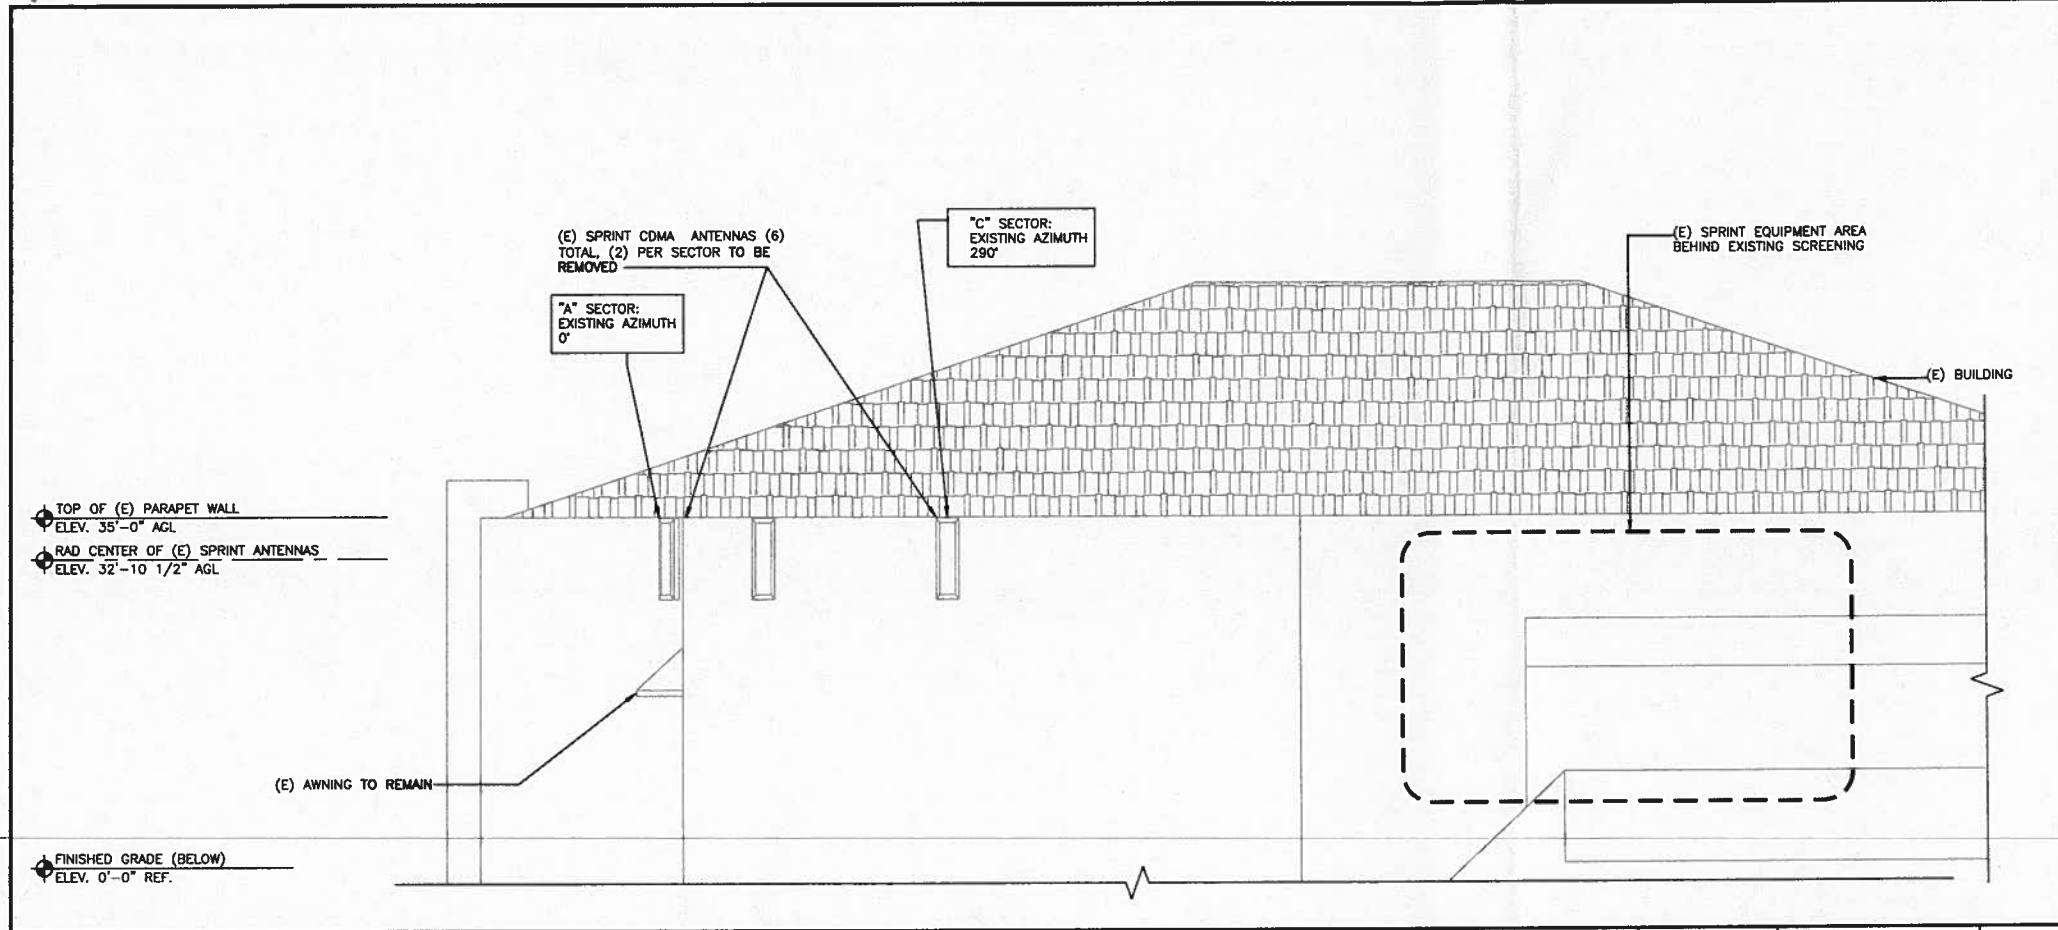 (E) SPRINT CDMA ANTENNAS (6)
TOTAL, (2) PER SECTOR TO BE
REMOVED
"C" SECTOR:
EXISTING AZIMUTH
290°
(E) SPRINT EQUIPMENT AREA
BEHIND EXISTING SCREENING
"A" SECTOR:
EXISTING AZIMUTH
0°
(E) BUILDING
TOP OF (E) PARAPET WALL
ELEV. 35'-0" AGL
RAD CENTER OF (E) SPRINT ANTENNAS
ELEV. 32'-10 1/2" AGL
(E) AWNING TO REMAIN
FINISHED GRADE (BELOW)
ELEV. 0'-0" REF.